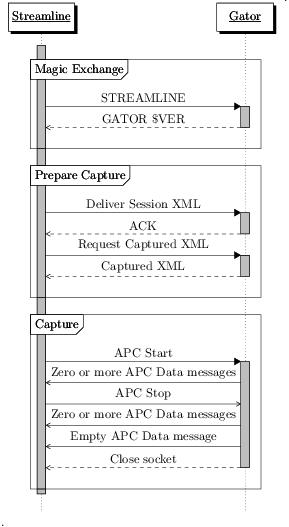 Streamline
Gator
Magic Exchange
STREAMLINE
GATOR $VER
Prepare Capture
Deliver Session XML
ACK
Request Captured XML
Captured XML
Capture
APC Start
Zero or more APC Data messages
APC Stop
Zero or more APC Data messages
Empty APC Data message
Close socket